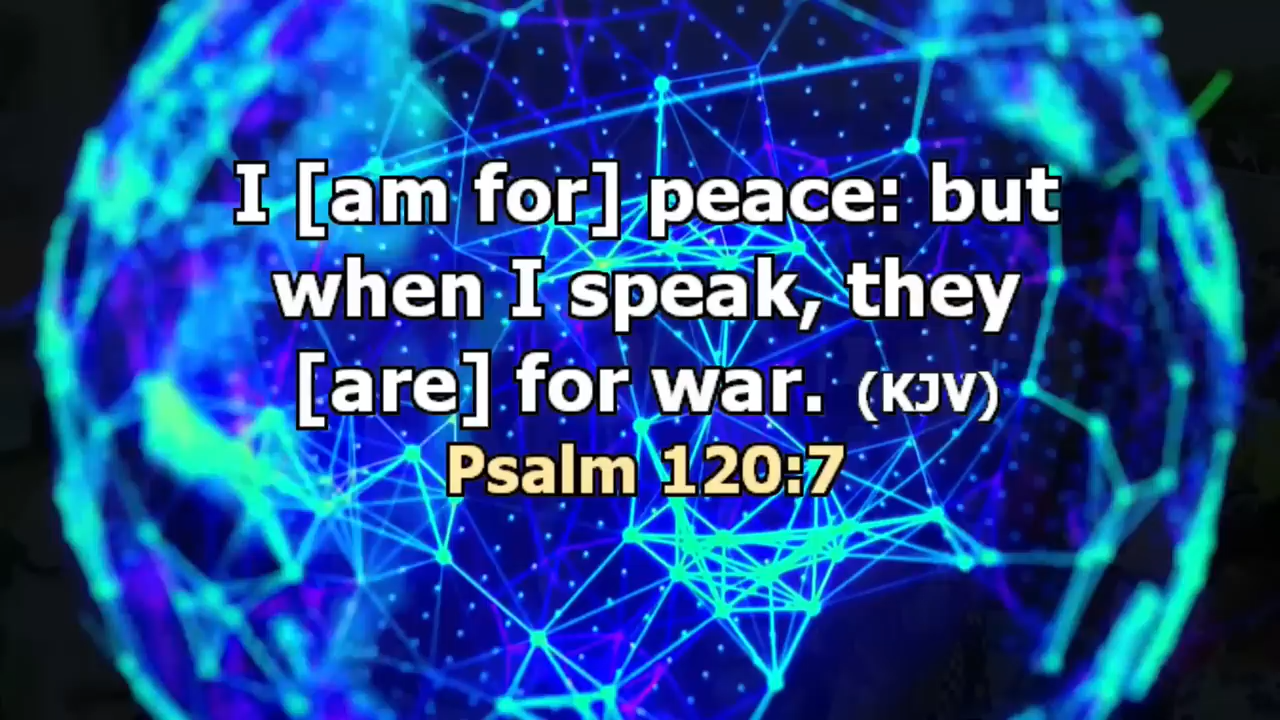 I [am for] peace: but
when I speak, they
[are] for war. (KJV)
Psalm 120:7